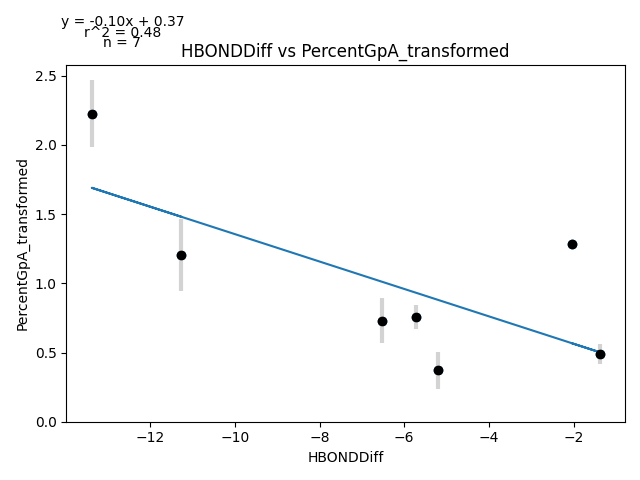 y = -0.10x + 0.37
r^2 = 0.48
n = 7
HBONDDiff vs PercentGpA_transformed
PercentGpA_transformed
2.5
2.0
1.5
1.0
0.5
0.0
−12
−10
−8
−6
−4
−2
HBONDDiff